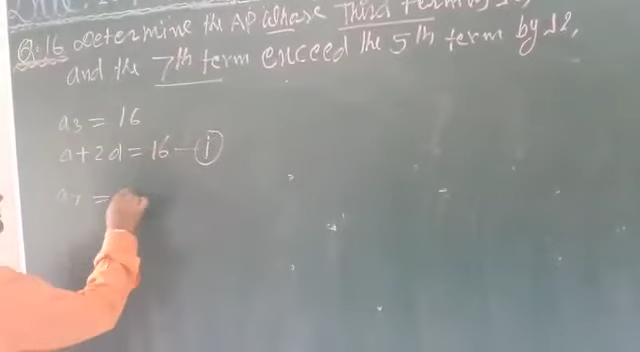 Q.16 Determine the AP whose Third term is 16,
and the 7th term exceed the 5th term by 12,
a3 = 16
a+2d = 16 — (i)
a7 =